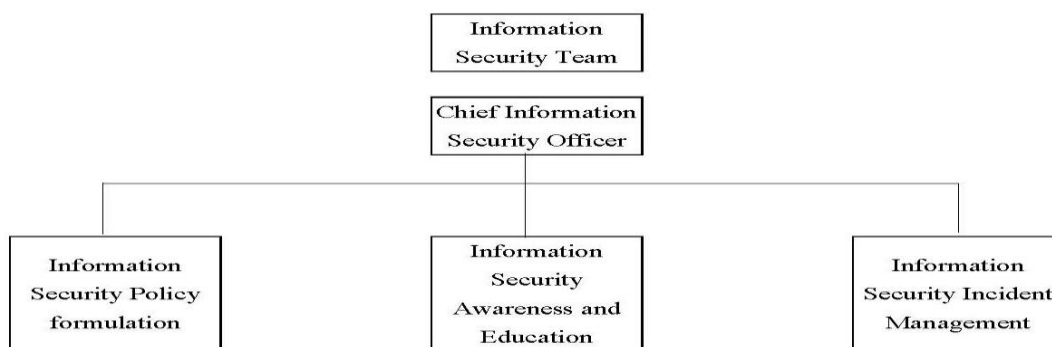 Information
Security Team
Chief Information
Security Officer
Information
Security Policy
formulation
Information
Security
Awareness and
Education
Information
Security Incident
Management